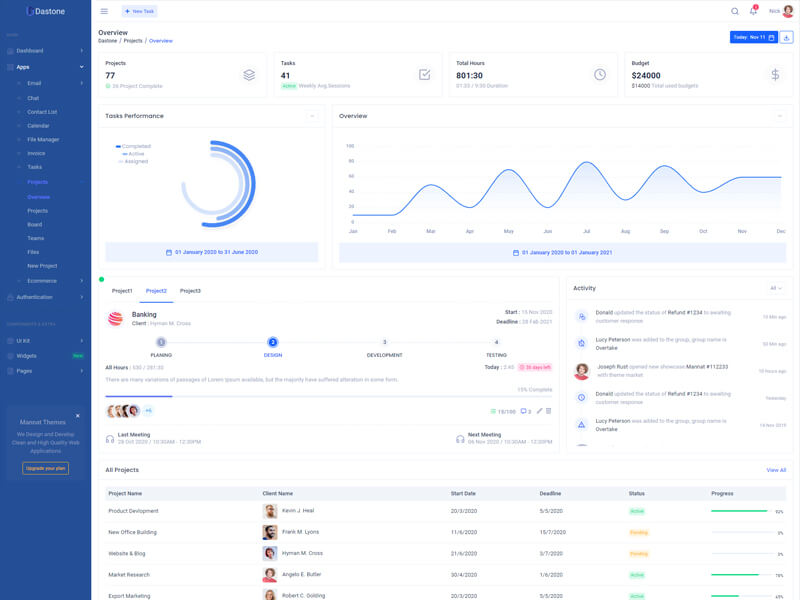 Dastone
+ New Task
Nick
Dashboard
Apps
Email
Chat
Contact List
Calendar
File Manager
Invoice
Tasks
Projects
Overview
Projects
Board
Teams
Files
New Project
Ecommerce
Authentication
COMPONENTS & EXTRA
UI Kit
Widgets New
Pages
Mannat Themes
We Design and Develop
Clean and High Quality Web
Applications
Upgrade your plan
Overview
Dastone / Projects / Overview
Today: Nov 11
Projects
77
26 Project Complete
Tasks
41
Active Weekly Avg.Sessions
Total Hours
801:30
01:33 / 9:30 Duration
Budget
$24000
$14000 Total used budgets
Tasks Performance
Completed
Active
Assigned
01 January 2020 to 31 June 2020
Overview
100
80
60
40
20
0
Jan Feb Mar Apr May Jun Jul Aug Sep Oct Nov Dec
01 January 2020 to 01 January 2021
Project1 Project2 Project3
Banking
Client : Hyman M. Cross
Start : 15 Nov 2020
Deadline : 28 Feb 2021
1 2 3 4
PLANING DESIGN DEVELOPMENT TESTING
All Hours : 530 / 281:30
Today : 2:45 35 days left
There are many variations of passages of Lorem Ipsum available, but the majority have suffered alteration in some form.
15% Complete
+6
15/100 3
Last Meeting
28 Oct 2020 / 10:30AM - 12:30PM
Next Meeting
06 Nov 2020 / 10:30AM - 12:30PM
Activity
All
Donald updated the status of Refund #1234 to awaiting
customer response
10 Min ago
Lucy Peterson was added to the group, group name is
Overtake
50 Min ago
Joseph Rust opened new showcase Mannat #112233
with theme market
10 hours ago
Donald updated the status of Refund #1234 to awaiting
customer response
Yesterday
Lucy Peterson was added to the group, group name is
Overtake
14 Nov 2019
All Projects
View All
Project Name Client Name Start Date Deadline Status Progress
Product Devlopment Kevin J. Heal 20/3/2020 5/5/2020 Active 92%
New Office Building Frank M. Lyons 11/6/2020 15/7/2020 Pending 0%
Website & Blog Hyman M. Cross 21/6/2020 3/7/2020 Pending 0%
Market Research Angelo E. Butler 30/4/2020 1/6/2020 Active 78%
Export Marketing Robert C. Golding 20/3/2020 5/5/2020 Active 45%